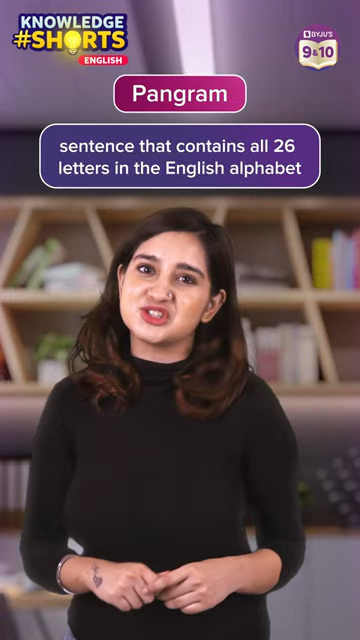 KNOWLEDGE
#SHORTS
ENGLISH
BYJU'S
9&10
Pangram
sentence that contains all 26
letters in the English alphabet